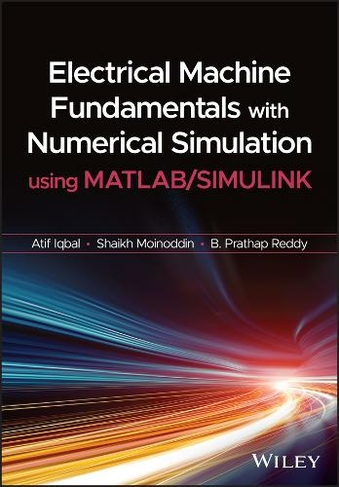 Electrical Machine
Fundamentals with
Numerical Simulation
using MATLAB/SIMULINK
Atif Iqbal • Shaikh Moinoddin • B. Prathap Reddy
WILEY